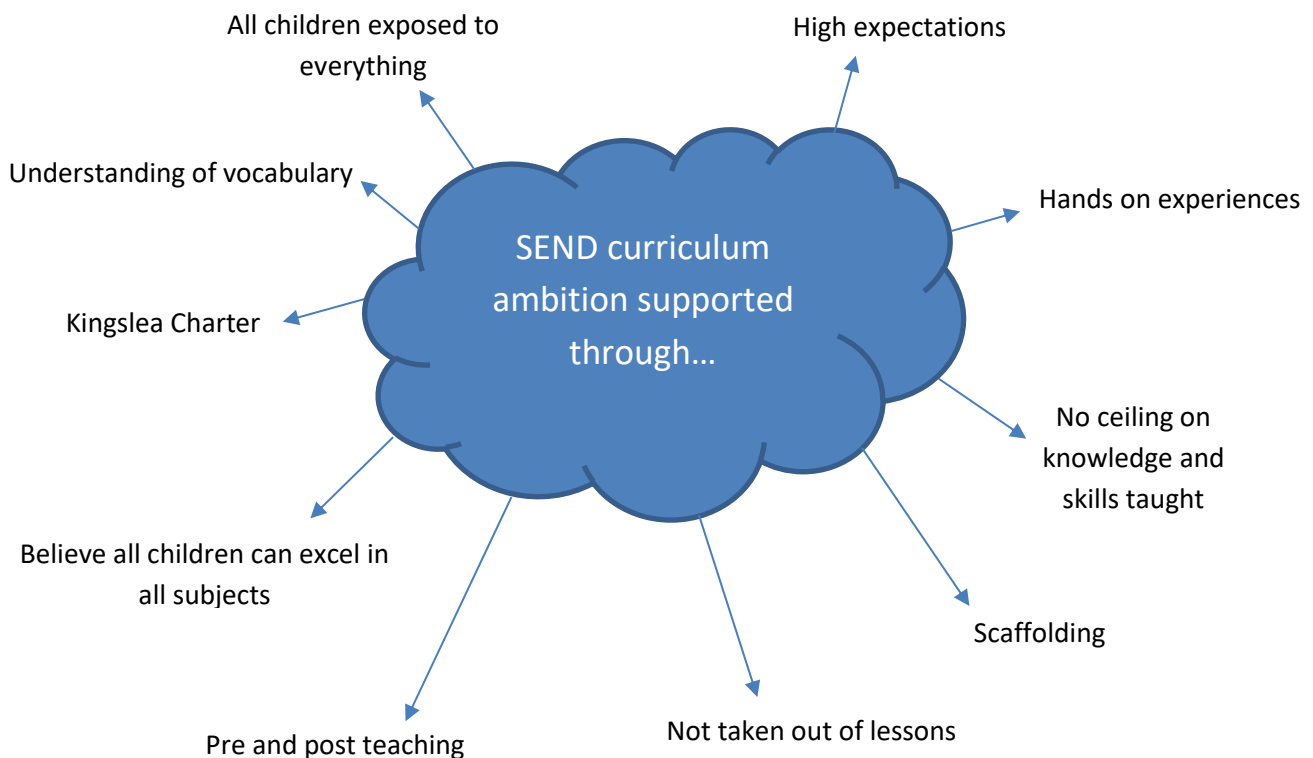 All children exposed to
everything
High expectations
Understanding of vocabulary
Hands on experiences
SEND curriculum
ambition supported
through…
Kingslea Charter
No ceiling on
knowledge and
skills taught
Believe all children can excel in
all subjects
Scaffolding
Pre and post teaching
Not taken out of lessons